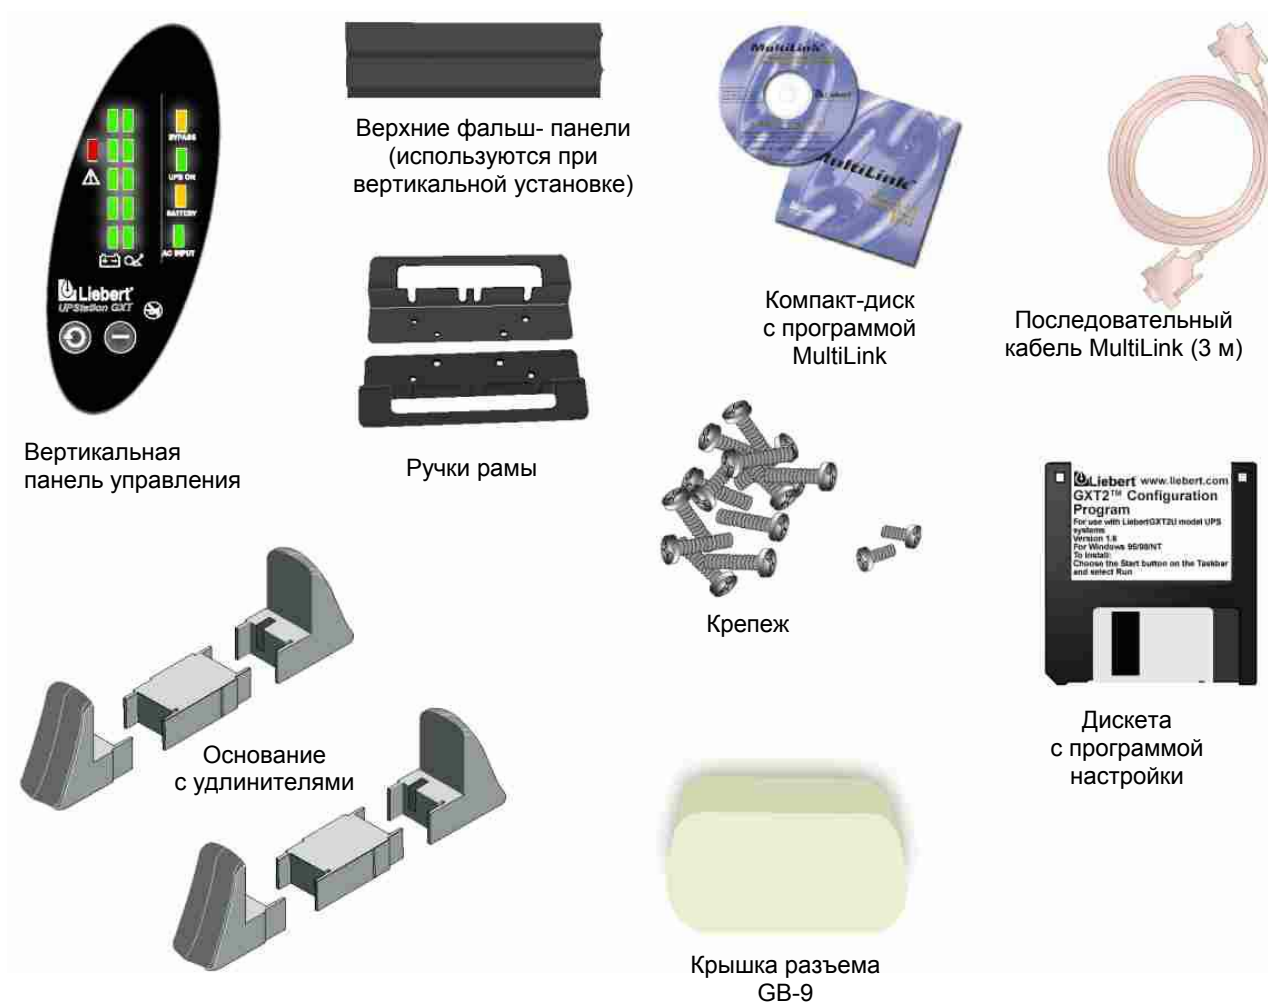 BYPASS
UPS ON
BATTERY
AC INPUT
Liebert
UPStation GXT
Вертикальная
панель управления
Верхние фальш- панели
(используются при
вертикальной установке)
Ручки рамы
MultiLink
Liebert
MultiLink
Компакт-диск
с программой
MultiLink
Последовательный
кабель MultiLink (3 м)
Крепеж
Liebert www.liebert.com
GXT2™ Configuration
Program
For use with LiebertGXT2U model UPS
systems
Version 1.6
For Windows 95/98/NT
To Install:
Choose the Start button on the Taskbar
and select Run
Дискета
с программой
настройки
Основание
с удлинителями
Крышка разъема
GB-9